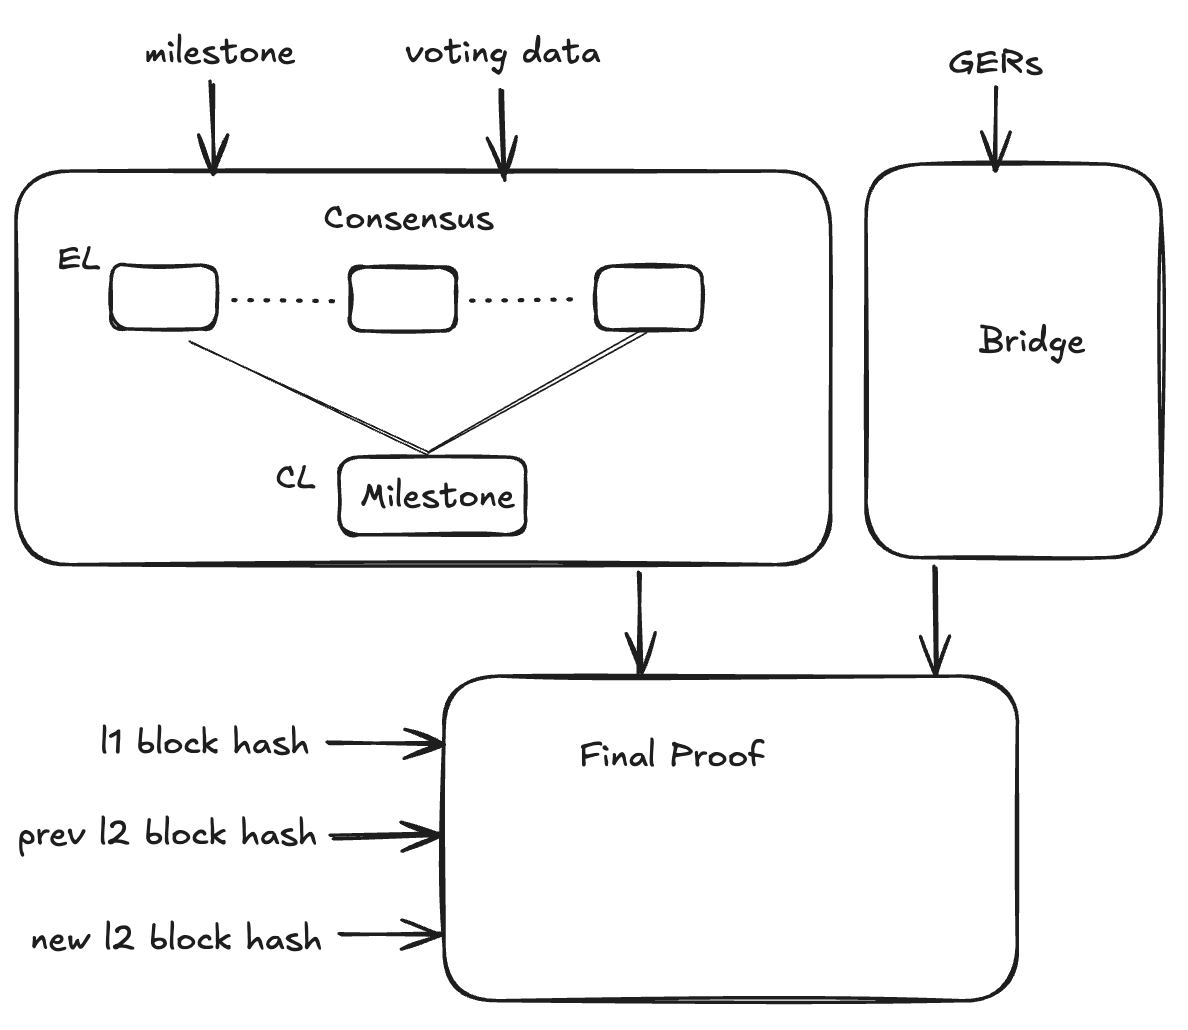 milestone
voting data
GERs
Consensus
EL
Bridge
CL
Milestone
Final Proof
l1 block hash
prev l2 block hash
new l2 block hash